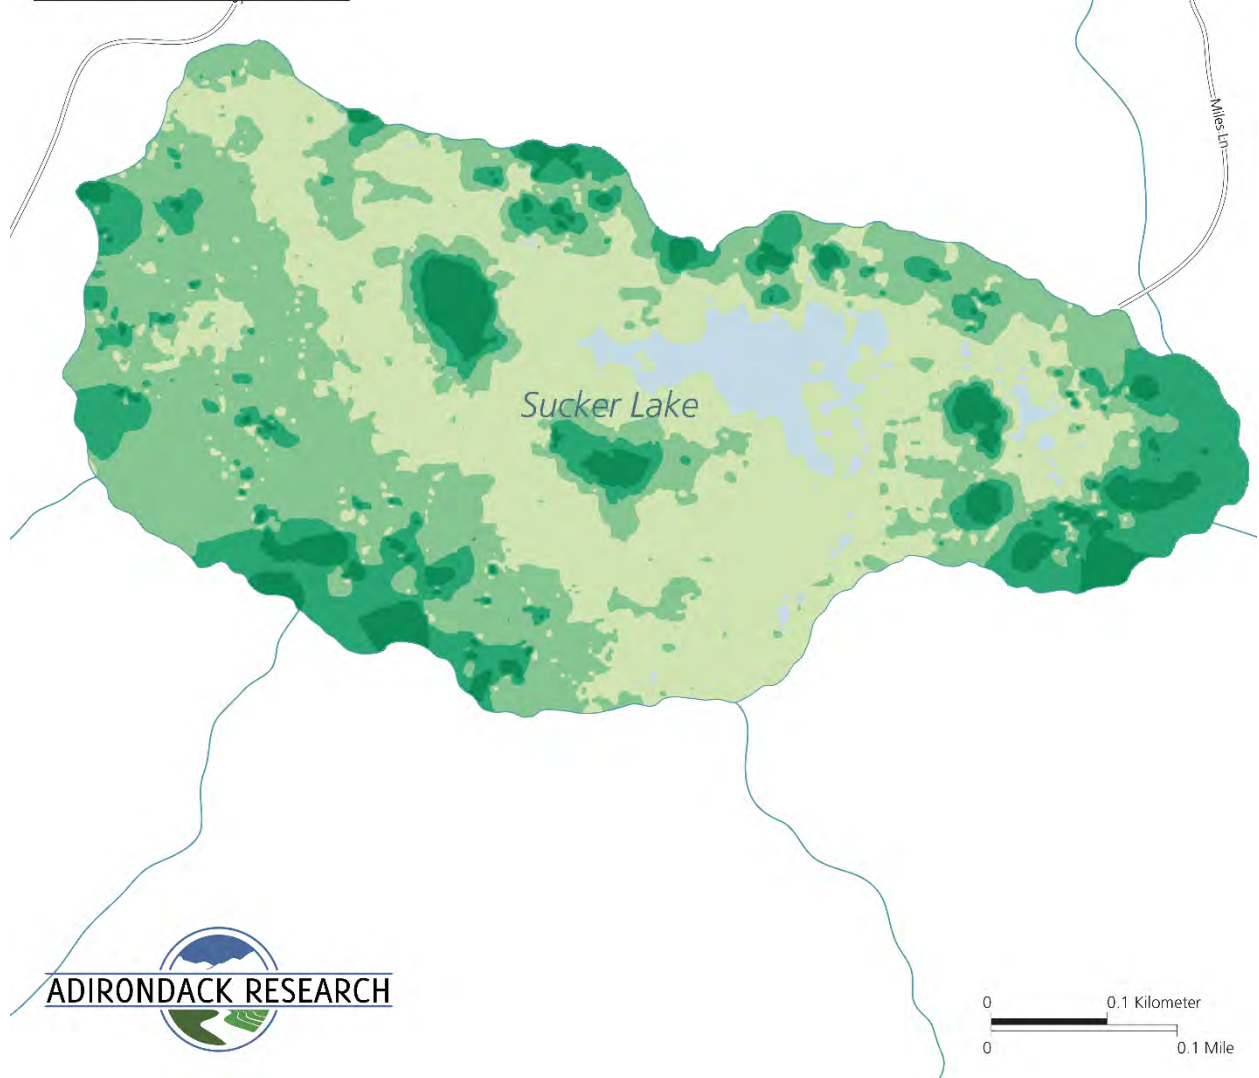 Miles Ln
Sucker Lake
ADIRONDACK RESEARCH
0 0.1 Kilometer
0 0.1 Mile